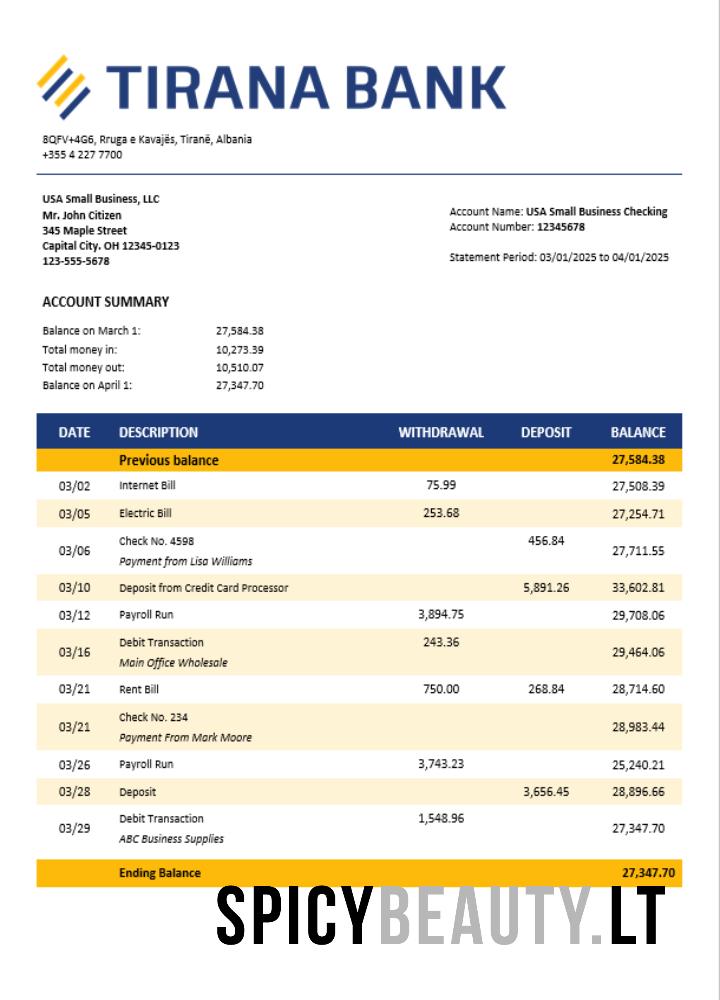 TIRANA BANK
8QFV+4G6, Rruga e Kavajës, Tiranë, Albania
+355 4 227 7700
USA Small Business, LLC
Mr. John Citizen
345 Maple Street
Capital City. OH 12345-0123
123-555-5678
Account Name: USA Small Business Checking
Account Number: 12345678
Statement Period: 03/01/2025 to 04/01/2025
ACCOUNT SUMMARY
Balance on March 1: 27,584.38
Total money in: 10,273.39
Total money out: 10,510.07
Balance on April 1: 27,347.70
DATE DESCRIPTION WITHDRAWAL DEPOSIT BALANCE
Previous balance 27,584.38
03/02 Internet Bill 75.99 27,508.39
03/05 Electric Bill 253.68 27,254.71
03/06 Check No. 4598 456.84 27,711.55
Payment from Lisa Williams
03/10 Deposit from Credit Card Processor 5,891.26 33,602.81
03/12 Payroll Run 3,894.75 29,708.06
03/16 Debit Transaction 243.36 29,464.06
Main Office Wholesale
03/21 Rent Bill 750.00 268.84 28,714.60
03/21 Check No. 234 28,983.44
Payment From Mark Moore
03/26 Payroll Run 3,743.23 25,240.21
03/28 Deposit 3,656.45 28,896.66
03/29 Debit Transaction 1,548.96 27,347.70
ABC Business Supplies
Ending Balance 27,347.70
SPICYBEAUTY.LT